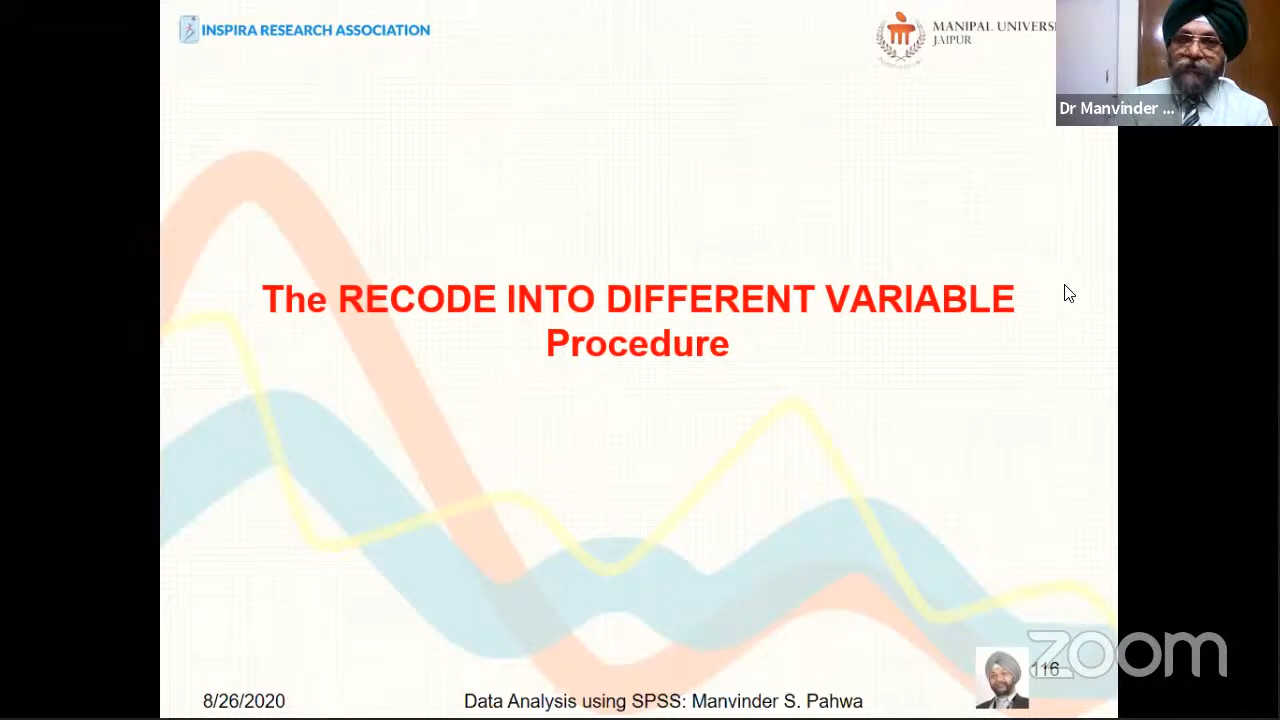 INSPIRA RESEARCH ASSOCIATION
MANIPAL UNIVERSI
JAIPUR
Dr Manvinder ...
The RECODE INTO DIFFERENT VARIABLE
Procedure
116
zoom
8/26/2020
Data Analysis using SPSS: Manvinder S. Pahwa